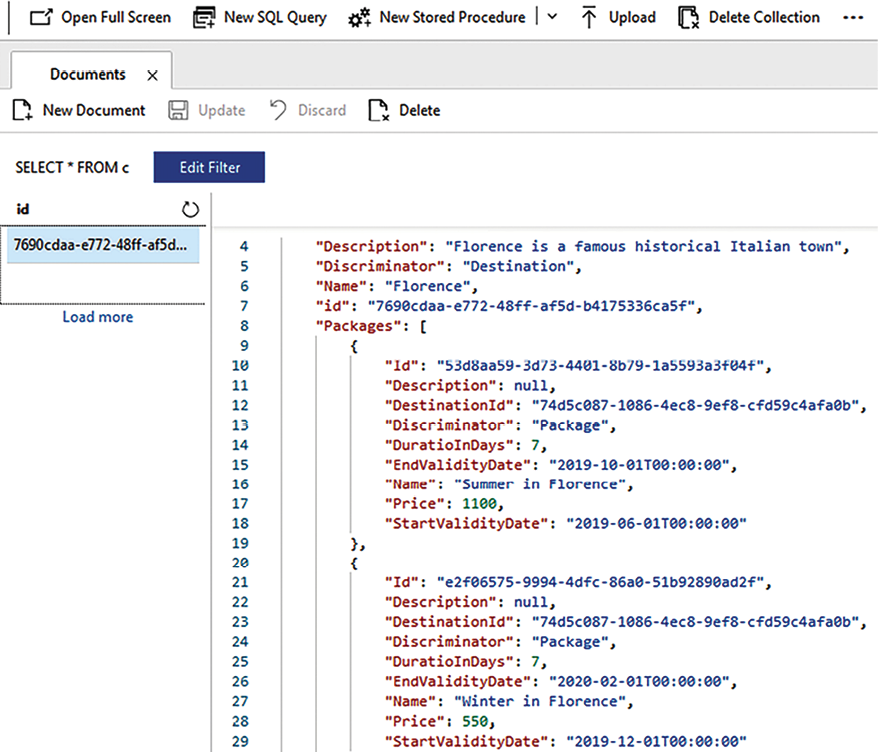 Open Full Screen New SQL Query New Stored Procedure Upload Delete Collection ...
Documents ×
New Document Update Discard Delete
SELECT * FROM c Edit Filter
id
7690cdaa-e772-48ff-af5d...
Load more
4 "Description": "Florence is a famous historical Italian town",
5 "Discriminator": "Destination",
6 "Name": "Florence",
7 "id": "7690cdaa-e772-48ff-af5d-b4175336ca5f",
8 "Packages": [
9 {
10 "Id": "53d8aa59-3d73-4401-8b79-1a5593a3f04f",
11 "Description": null,
12 "DestinationId": "74d5c087-1086-4ec8-9ef8-cfd59c4afa0b",
13 "Discriminator": "Package",
14 "DuratioInDays": 7,
15 "EndValidityDate": "2019-10-01T00:00:00",
16 "Name": "Summer in Florence",
17 "Price": 1100,
18 "StartValidityDate": "2019-06-01T00:00:00"
19 },
20 {
21 "Id": "e2f06575-9994-4dfc-86a0-51b92890ad2f",
22 "Description": null,
23 "DestinationId": "74d5c087-1086-4ec8-9ef8-cfd59c4afa0b",
24 "Discriminator": "Package",
25 "DuratioInDays": 7,
26 "EndValidityDate": "2020-02-01T00:00:00",
27 "Name": "Winter in Florence",
28 "Price": 550,
29 "StartValidityDate": "2019-12-01T00:00:00"